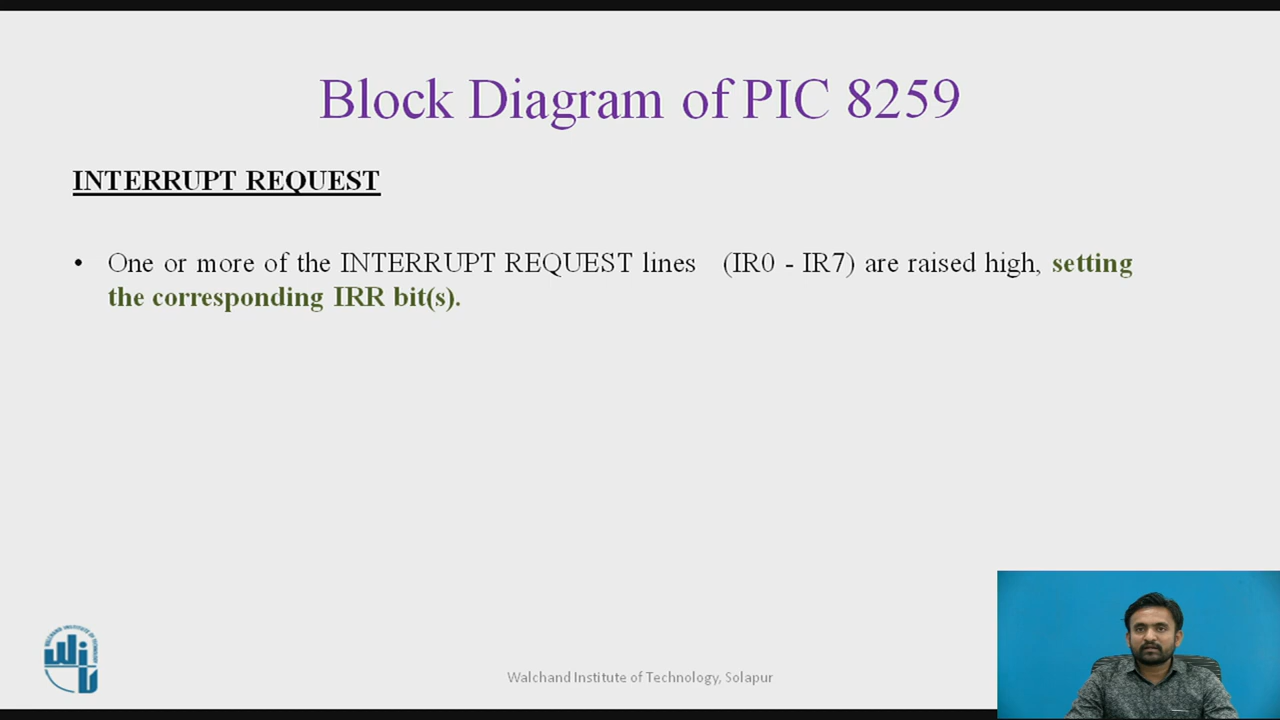 Block Diagram of PIC 8259
INTERRUPT REQUEST
• One or more of the INTERRUPT REQUEST lines (IR0 - IR7) are raised high, setting
the corresponding IRR bit(s).
Walchand Institute of Technology, Solapur